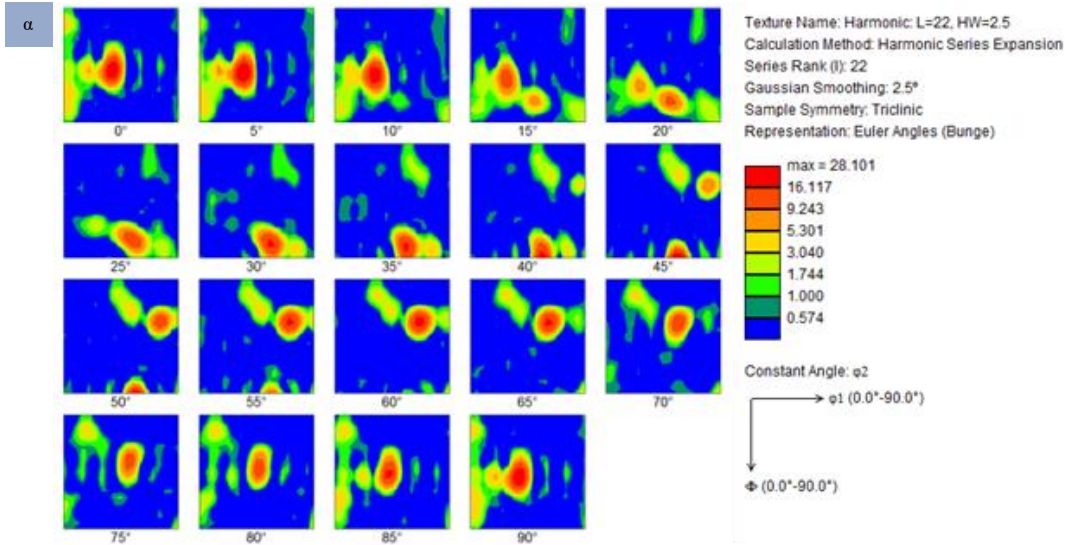 α
Texture Name: Harmonic: L=22, HW=2.5
Calculation Method: Harmonic Series Expansion
Series Rank (l): 22
Gaussian Smoothing: 2.5°
Sample Symmetry: Triclinic
Representation: Euler Angles (Bunge)
0° 5° 10° 15° 20°
max = 28.101
16.117
9.243
5.301
3.040
1.744
1.000
0.574
25° 30° 35° 40° 45°
50° 55° 60° 65° 70°
Constant Angle: φ2
φ1 (0.0°-90.0°)
Φ (0.0°-90.0°)
75° 80° 85° 90°